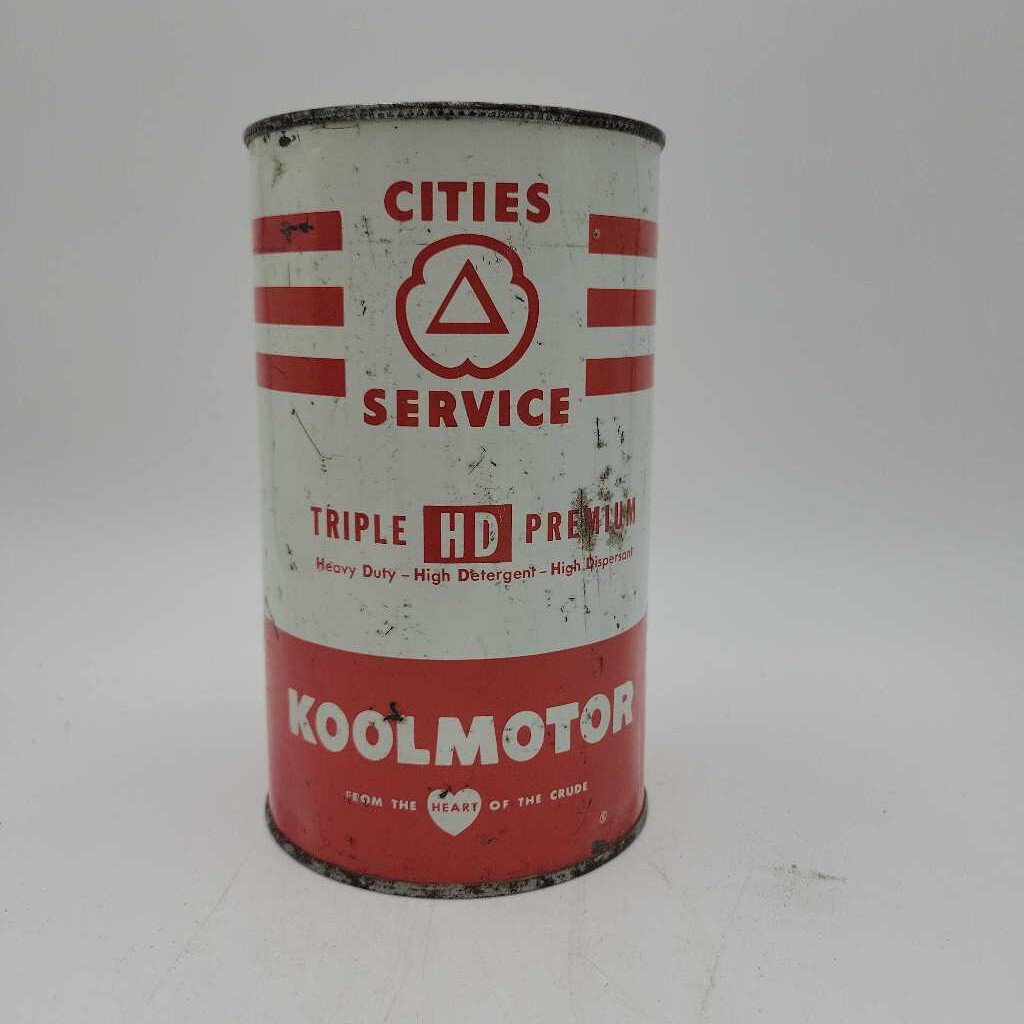 CITIES
SERVICE
TRIPLE HD PREMIUM
Heavy Duty – High Detergent – High Dispersant
KOOLMOTOR
FROM THE HEART OF THE CRUDE